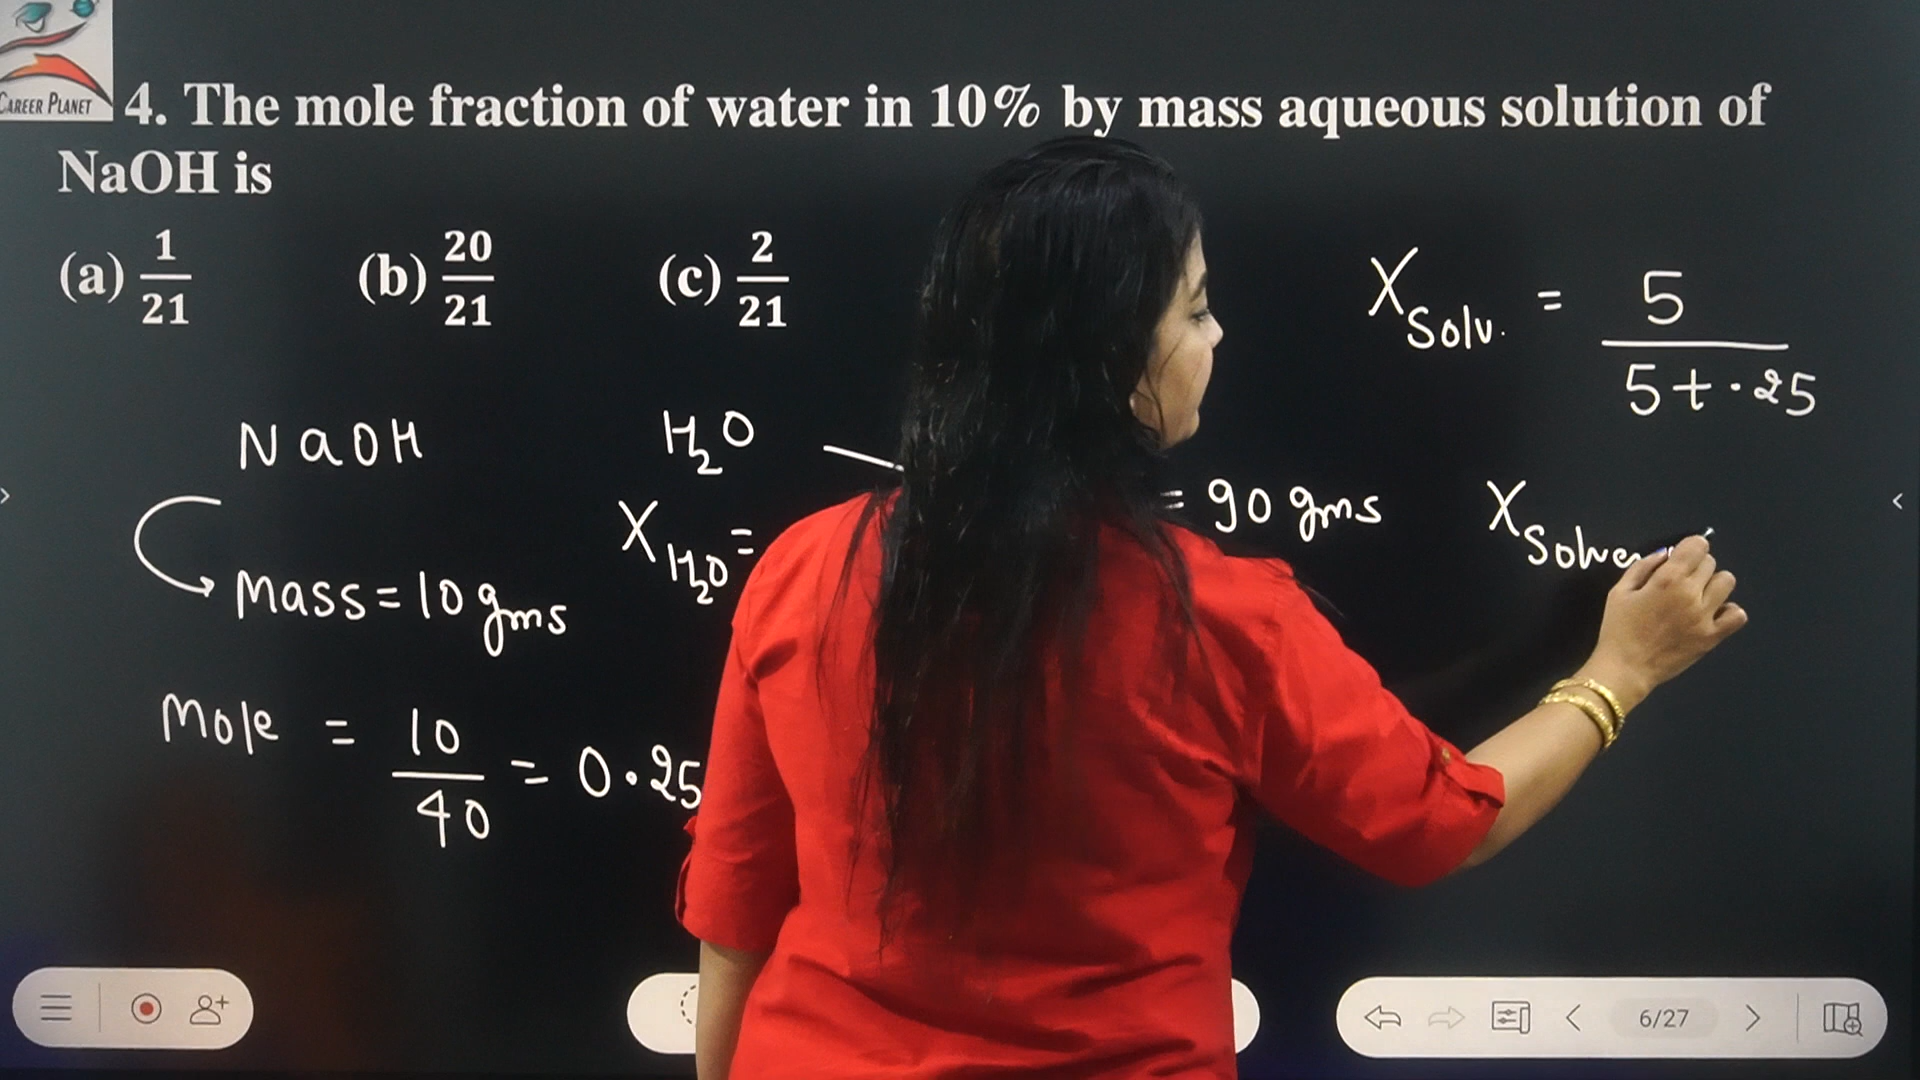 CAREER PLANET
4. The mole fraction of water in 10% by mass aqueous solution of
NaOH is
(a) 1/21 (b) 20/21 (c) 2/21
X Solv. = 5 / 5+.25
NaOH
Mass = 10 gms
Mole = 10/40 = 0.25
H2O
X H2O =
= 90 gms
X
6/27